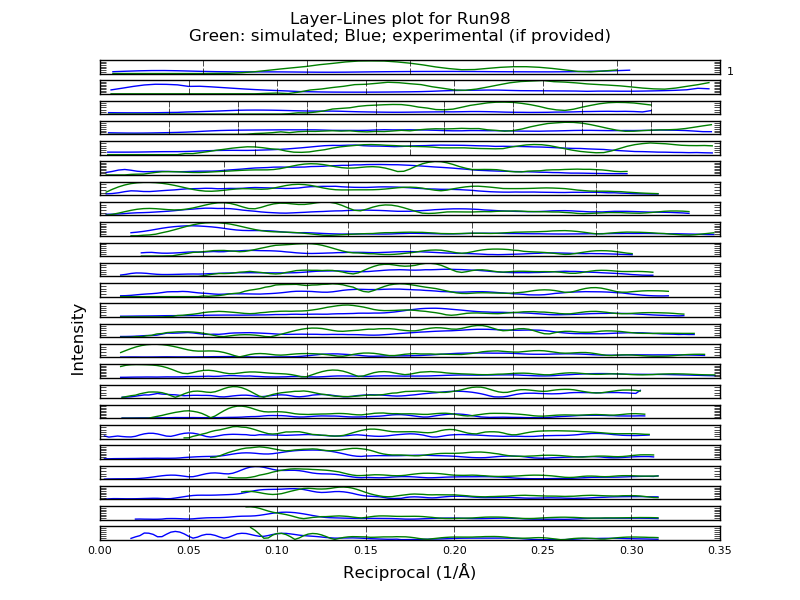 Layer-Lines plot for Run98
Green: simulated; Blue; experimental (if provided)
1
Intensity
0.00 0.05 0.10 0.15 0.20 0.25 0.30 0.35
Reciprocal (1/Å)